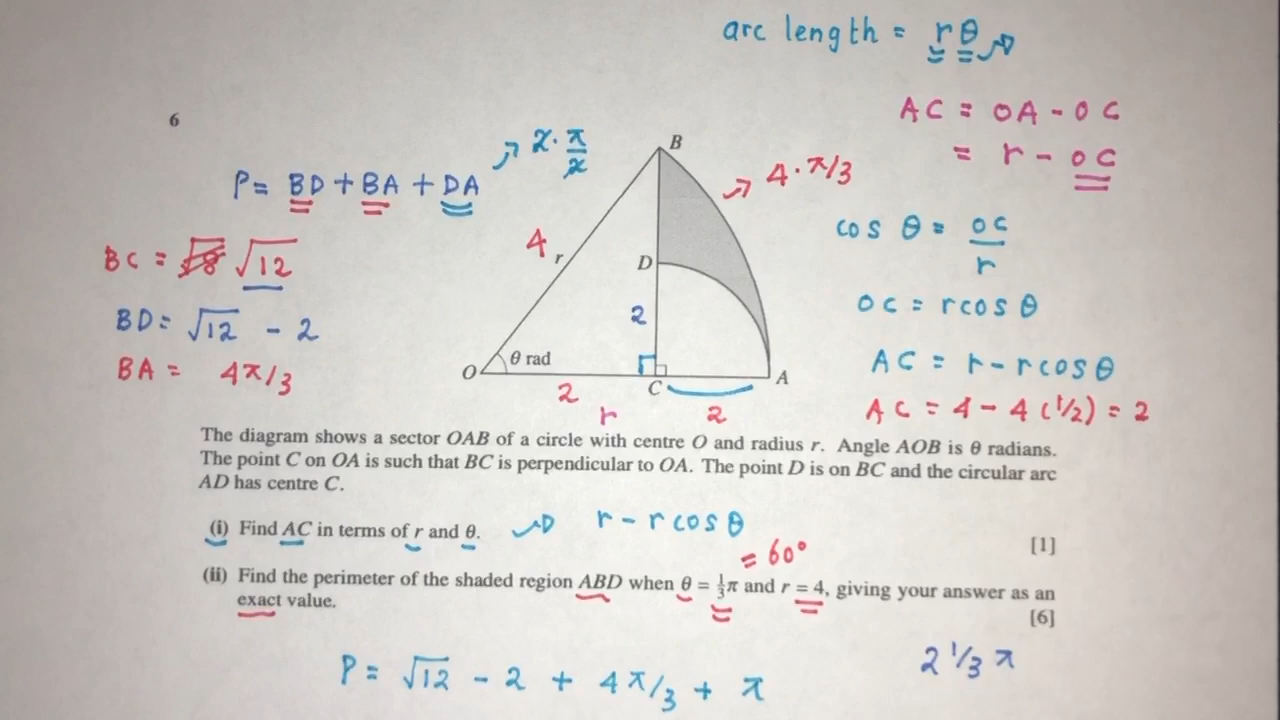 arc length = rθ
6
AC = OA - OC
= r - OC
2·π/2
P = BD + BA + DA
B
4·π/3
cos θ = OC/r
BC = √12
4
r
D
OC = r cos θ
BD = √12 - 2
2
θ rad
AC = r - r cos θ
BA = 4π/3
O
C
A
2
r
2
AC = 4 - 4(1/2) = 2
The diagram shows a sector OAB of a circle with centre O and radius r. Angle AOB is θ radians.
The point C on OA is such that BC is perpendicular to OA. The point D is on BC and the circular arc
AD has centre C.
(i) Find AC in terms of r and θ. r - r cos θ
[1]
= 60°
(ii) Find the perimeter of the shaded region ABD when θ = ⅓π and r = 4, giving your answer as an
exact value.
[6]
2 1/3 π
P = √12 - 2 + 4π/3 + π